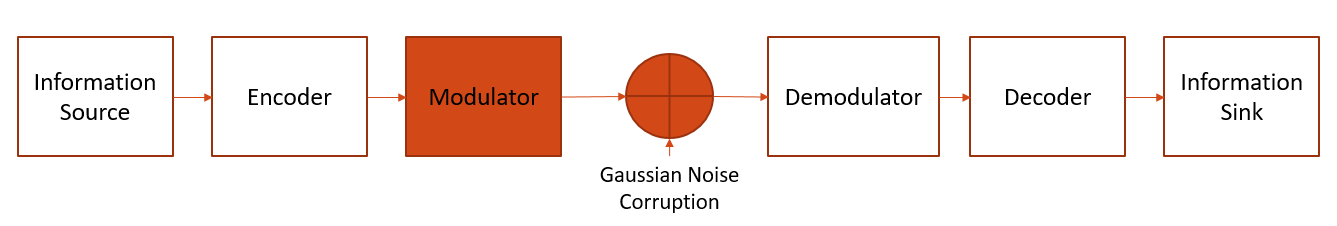 Information
Source
Encoder
Modulator
Gaussian Noise
Corruption
Demodulator
Decoder
Information
Sink